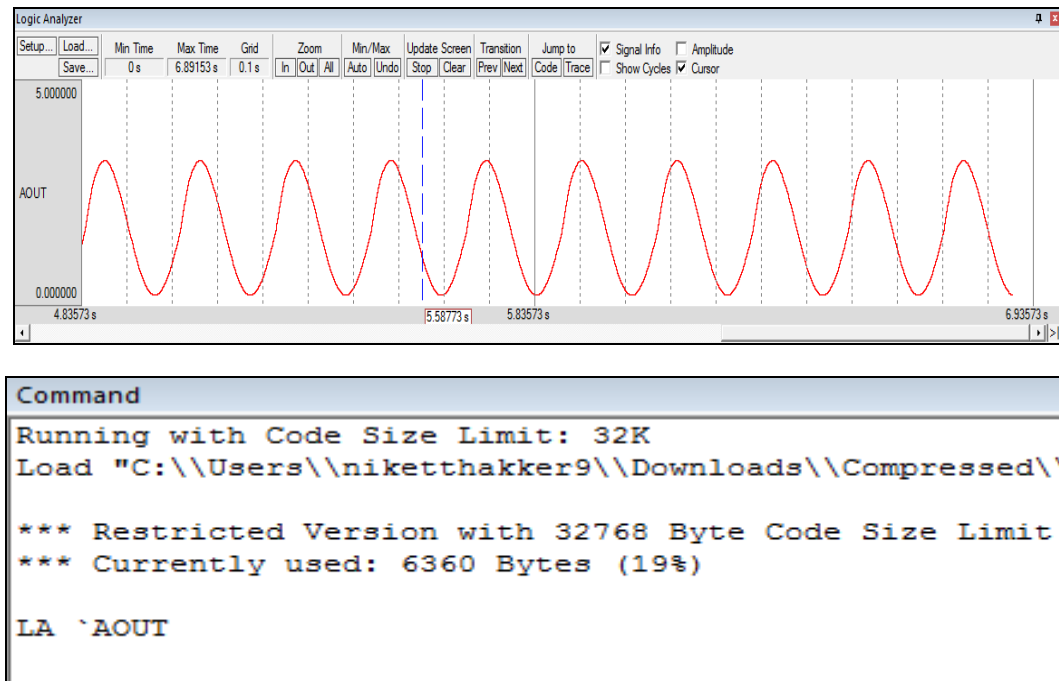 Logic Analyzer
Setup... Load... Min Time Max Time Grid Zoom Min/Max Update Screen Transition Jump to Signal Info Amplitude
Save... 0 s 6.89153 s 0.1 s In Out All Auto Undo Stop Clear Prev Next Code Trace Show Cycles Cursor
5.000000
AOUT
0.000000
4.83573 s 5.58773 s 5.83573 s 6.93573 s
Command
Running with Code Size Limit: 32K
Load "C:\\Users\\niketthakker9\\Downloads\\Compressed\\
*** Restricted Version with 32768 Byte Code Size Limit
*** Currently used: 6360 Bytes (19%)
LA `AOUT